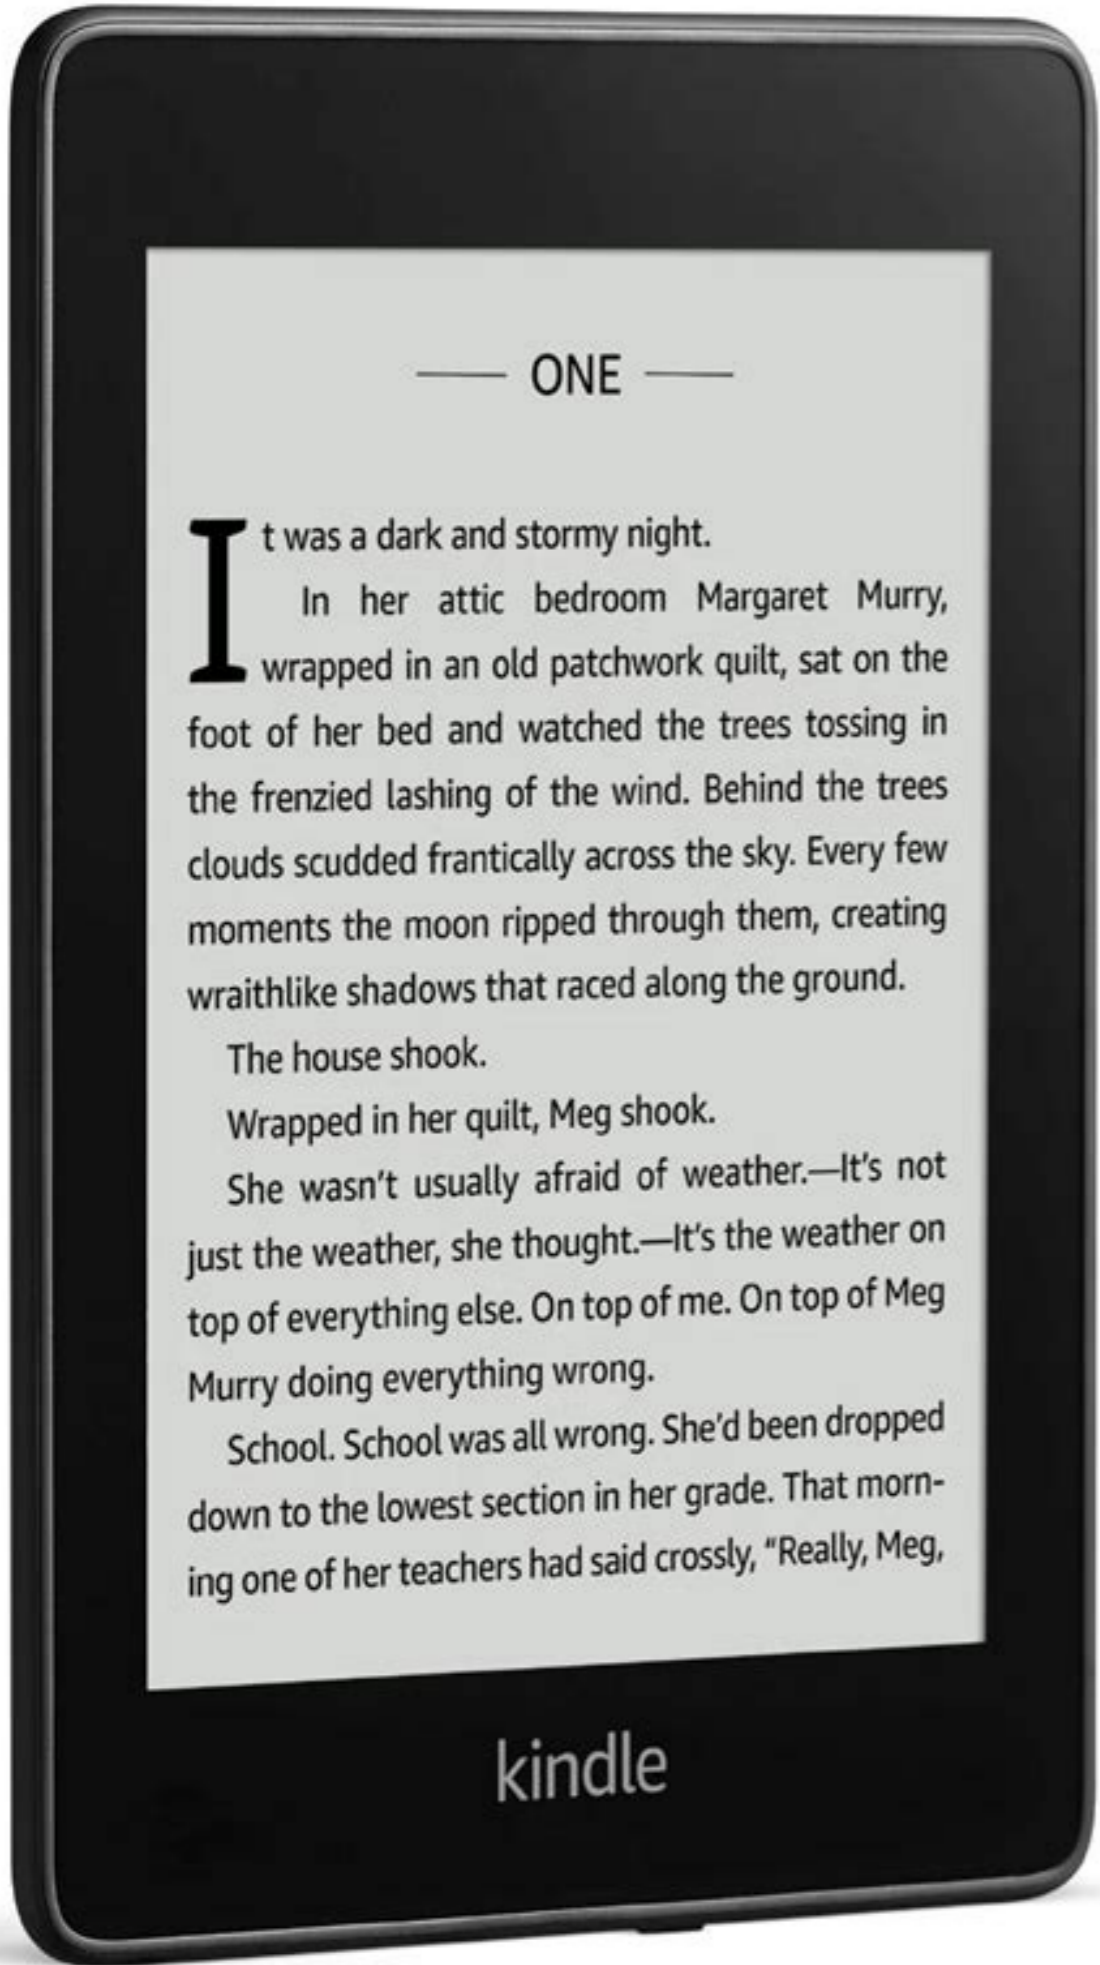 — ONE —
It was a dark and stormy night.
In her attic bedroom Margaret Murry,
wrapped in an old patchwork quilt, sat on the
foot of her bed and watched the trees tossing in
the frenzied lashing of the wind. Behind the trees
clouds scudded frantically across the sky. Every few
moments the moon ripped through them, creating
wraithlike shadows that raced along the ground.
The house shook.
Wrapped in her quilt, Meg shook.
She wasn't usually afraid of weather.—It's not
just the weather, she thought.—It's the weather on
top of everything else. On top of me. On top of Meg
Murry doing everything wrong.
School. School was all wrong. She'd been dropped
down to the lowest section in her grade. That morn-
ing one of her teachers had said crossly, “Really, Meg,
kindle